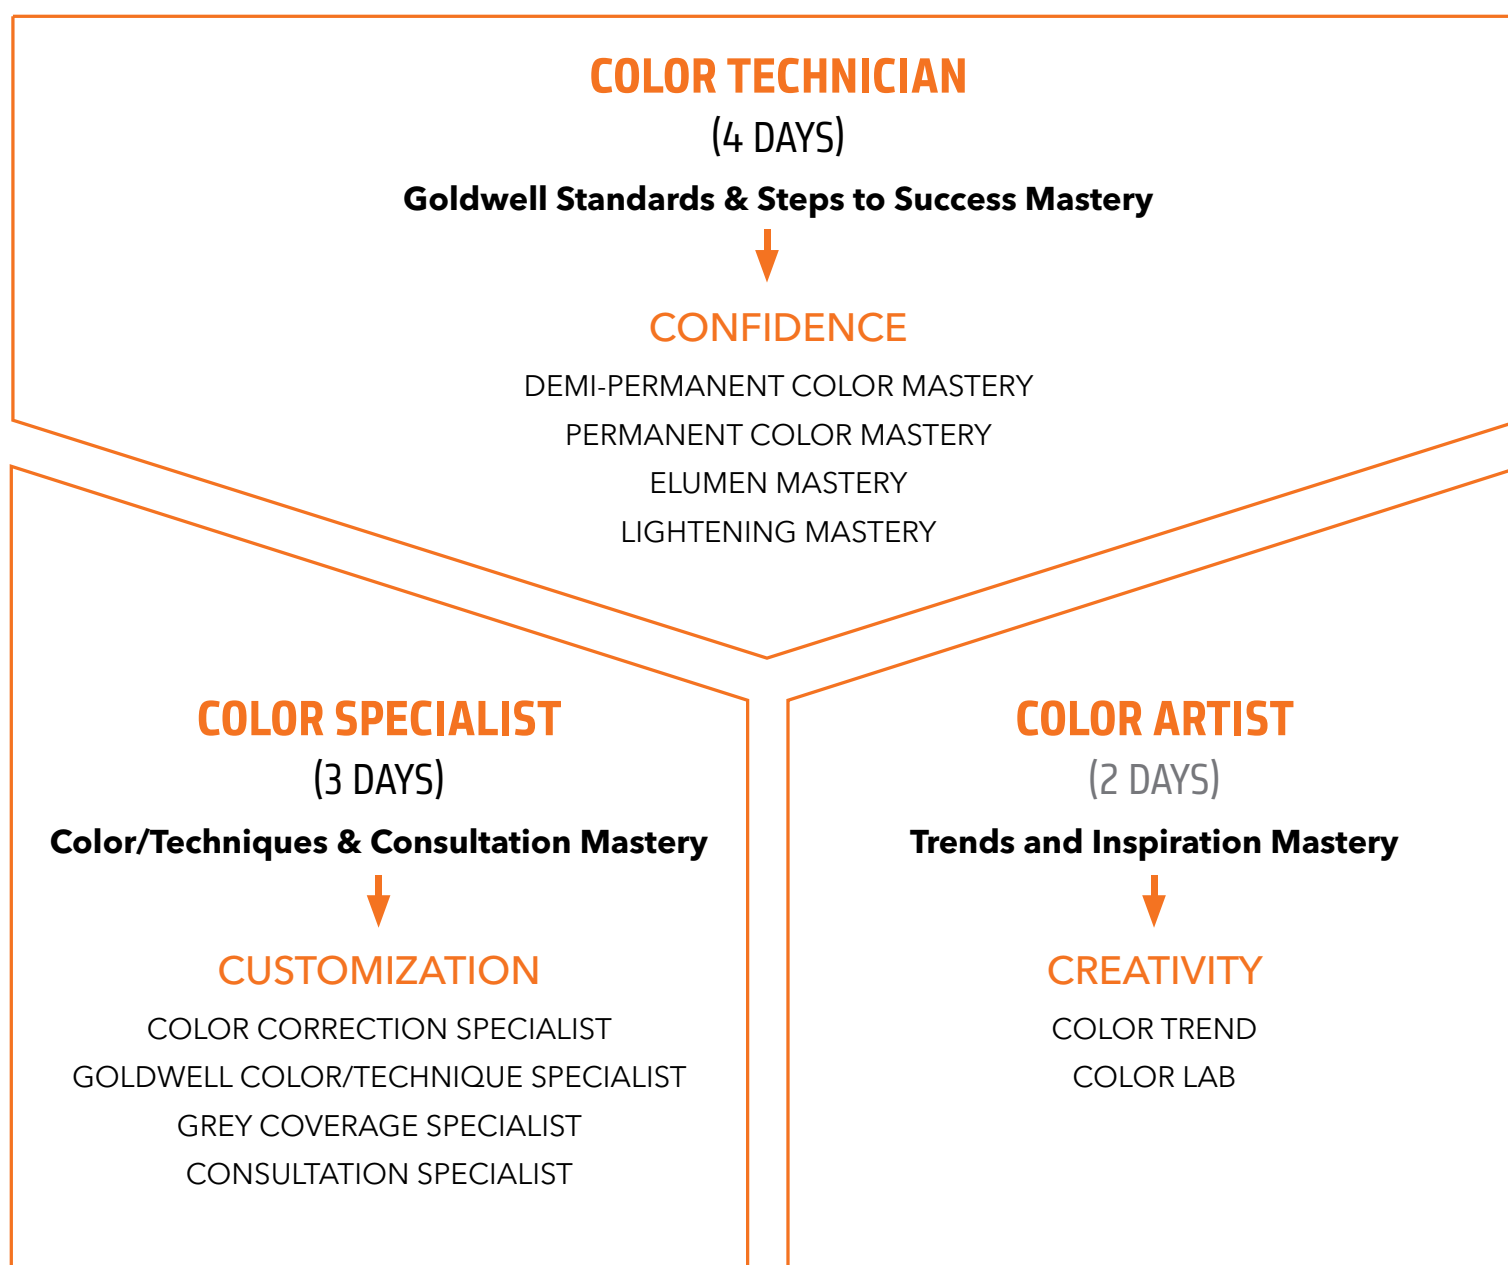 COLOR TECHNICIAN
(4 DAYS)
Goldwell Standards & Steps to Success Mastery
CONFIDENCE
DEMI-PERMANENT COLOR MASTERY
PERMANENT COLOR MASTERY
ELUMEN MASTERY
LIGHTENING MASTERY
COLOR SPECIALIST
(3 DAYS)
Color/Techniques & Consultation Mastery
CUSTOMIZATION
COLOR CORRECTION SPECIALIST
GOLDWELL COLOR/TECHNIQUE SPECIALIST
GREY COVERAGE SPECIALIST
CONSULTATION SPECIALIST
COLOR ARTIST
(2 DAYS)
Trends and Inspiration Mastery
CREATIVITY
COLOR TREND
COLOR LAB